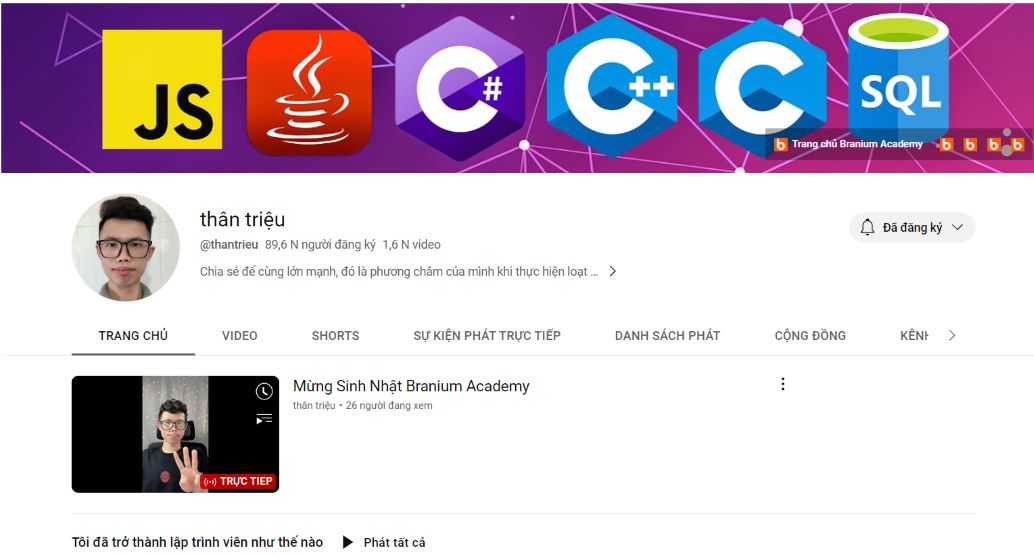 JS
C#
C++
C
SQL
Trang chủ Branium Academy
b b b b b
thân triệu
@thantrieu 89,6 N người đăng ký 1,6 N video
Đã đăng ký
Chia sẻ để cùng lớn mạnh, đó là phương châm của mình khi thực hiện loạt ...
TRANG CHỦ VIDEO SHORTS SỰ KIỆN PHÁT TRỰC TIẾP DANH SÁCH PHÁT CỘNG ĐỒNG KÊNH
Mừng Sinh Nhật Branium Academy
thân triệu • 26 người đang xem
TRỰC TIẾP
Tôi đã trở thành lập trình viên như thế nào Phát tất cả